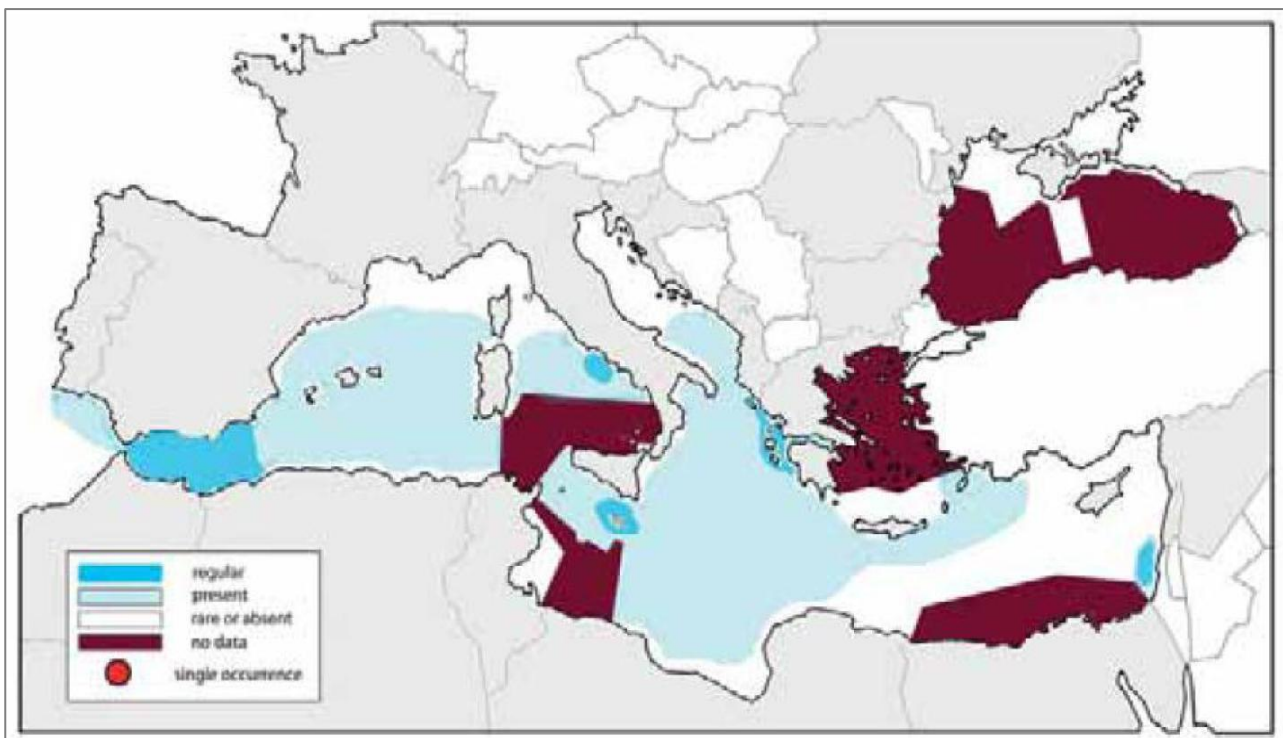 regular
present
rare or absent
no data
single occurrence